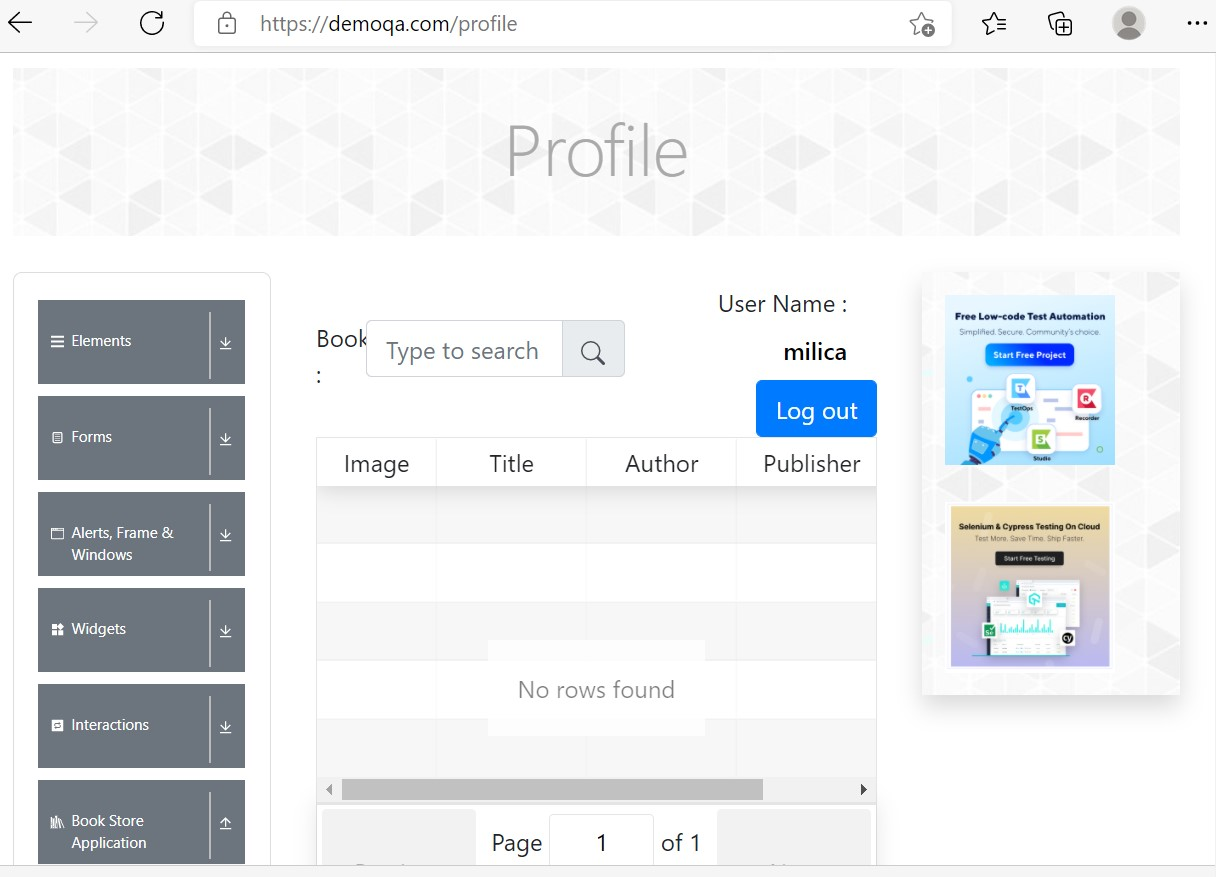 https://demoqa.com/profile
Profile
Elements
Forms
Alerts, Frame &
Windows
Widgets
Interactions
Book Store
Application
Book
:
Type to search
User Name :
milica
Log out
Image Title Author Publisher
No rows found
Page 1 of 1
Free Low-code Test Automation
Simplified. Secure. Community's choice.
Start Free Project
TestOps
Recorder
Studio
Selenium & Cypress Testing On Cloud
Test More. Save Time. Ship Faster.
Start Free Testing
Se
cy